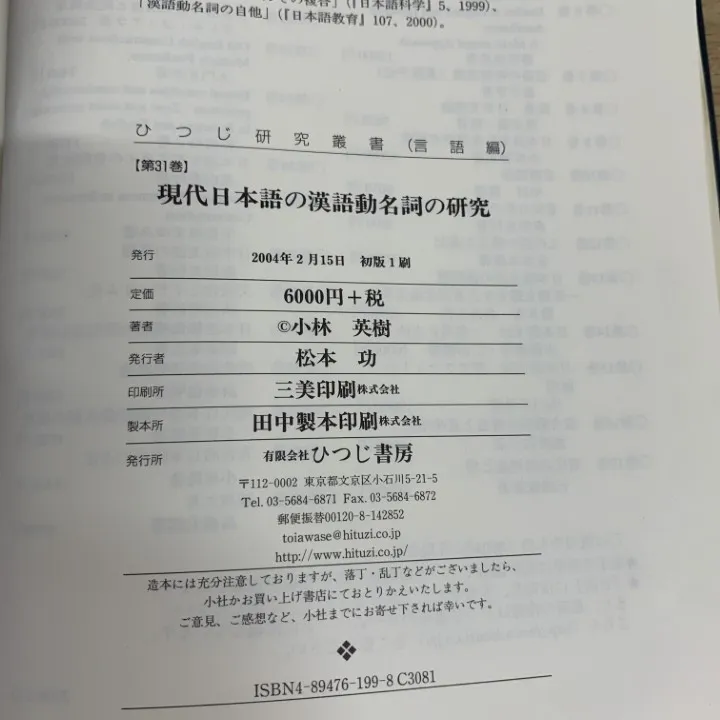 の複合」(『日本語科学』5、1999)、
「漢語動名詞の自他」(『日本語教育』107、2000)。
ひつじ研究叢書(言語編)
【第31巻】
現代日本語の漢語動名詞の研究
発行 2004年2月15日 初版1刷
定価 6000円+税
著者 ©小林 英樹
発行者 松本 功
印刷所 三美印刷株式会社
製本所 田中製本印刷株式会社
発行所 有限会社ひつじ書房
〒112-0002 東京都文京区小石川5-21-5
Tel. 03-5684-6871 Fax. 03-5684-6872
郵便振替00120-8-142852
toiawase@hituzi.co.jp
http://www.hituzi.co.jp/
造本には充分注意しておりますが、落丁・乱丁などがございましたら、
小社かお買い上げ書店にておとりかえいたします。
ご意見、ご感想など、小社までにお寄せ下されば幸いです。
ISBN4-89476-199-8 C3081